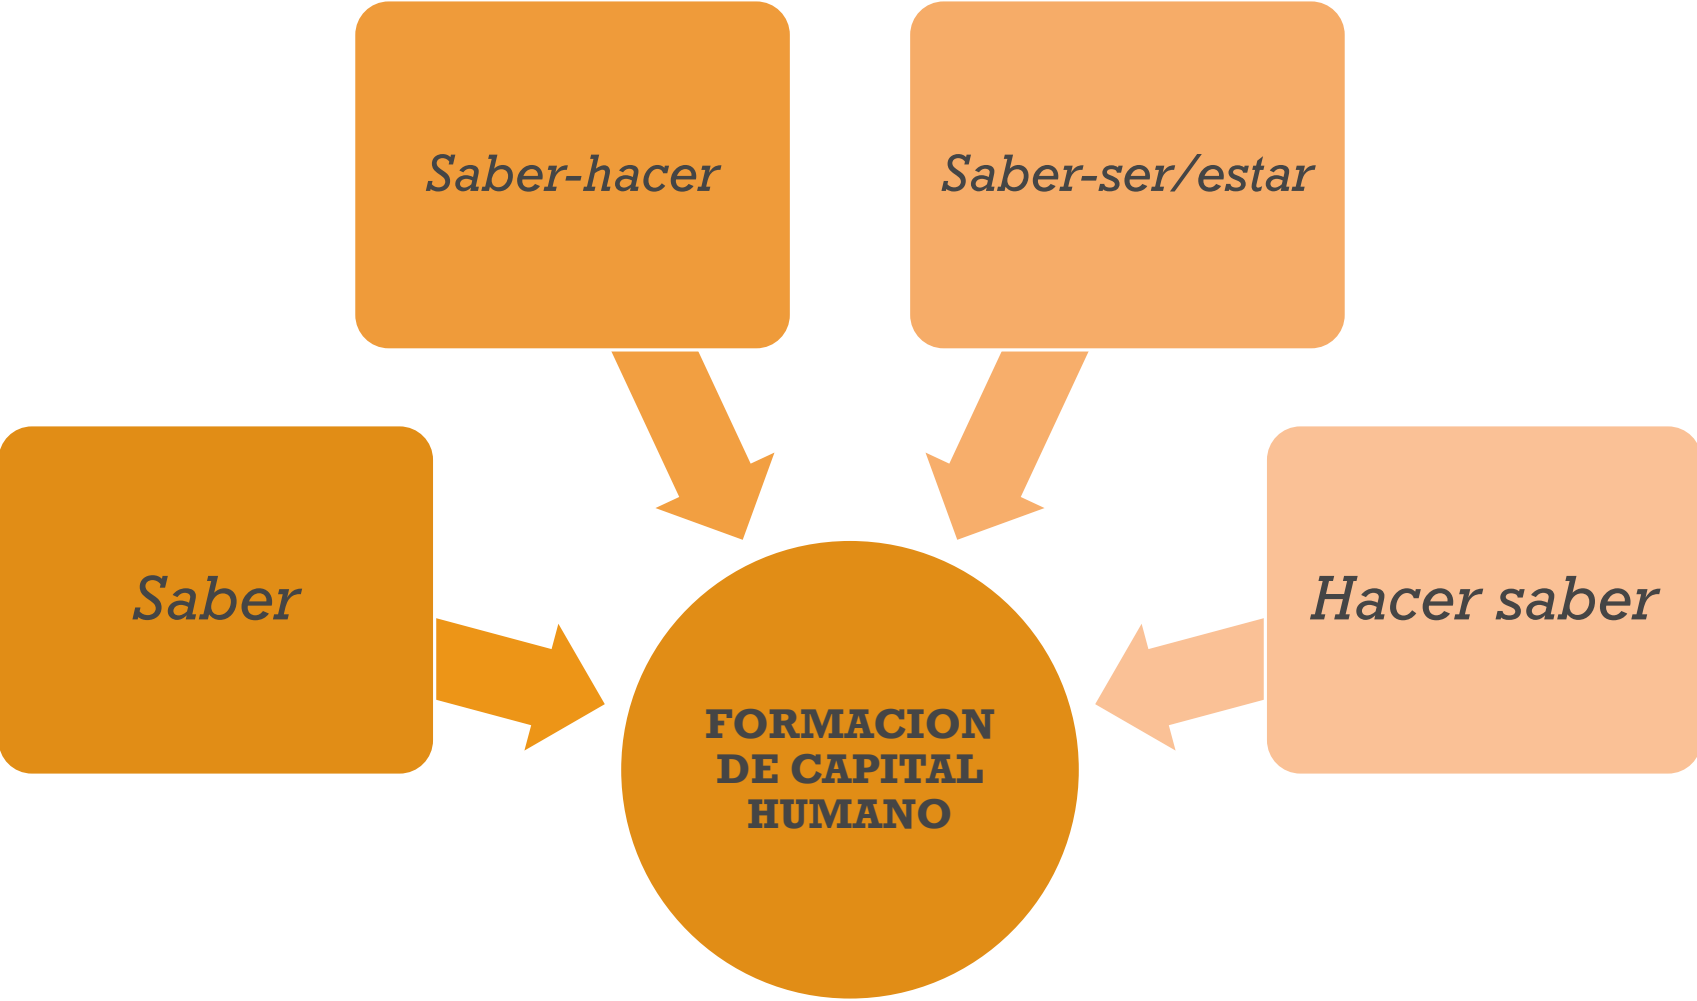 Saber-hacer
Saber-ser/estar
Saber
Hacer saber
FORMACION
DE CAPITAL
HUMANO